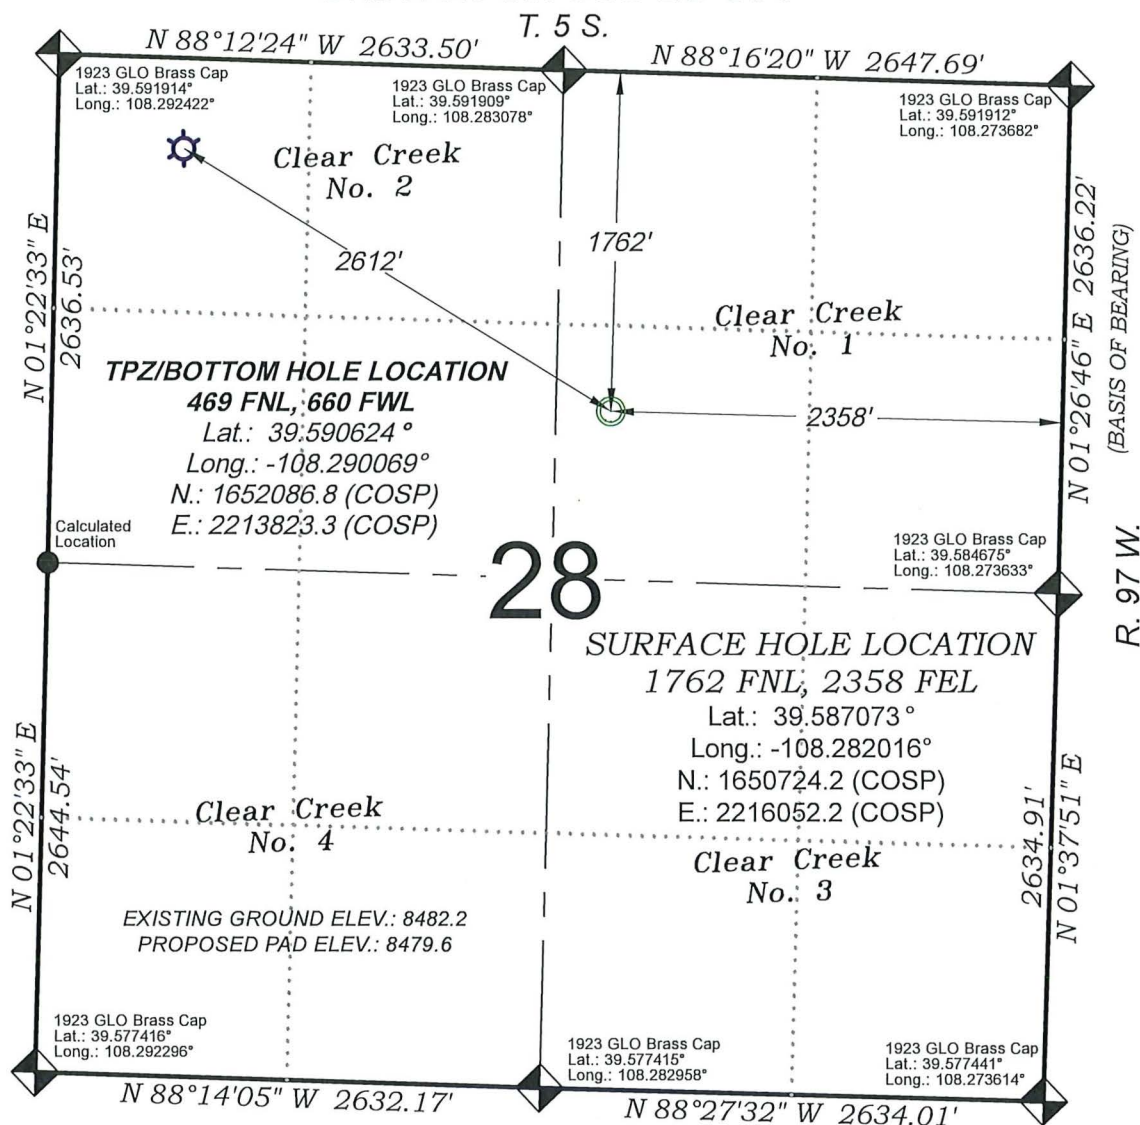 T. 5 S.
N 88°12'24" W 2633.50'
N 88°16'20" W 2647.69'
1923 GLO Brass Cap
Lat.: 39.591914°
Long.: 108.292422°
1923 GLO Brass Cap
Lat.: 39.591909°
Long.: 108.283078°
1923 GLO Brass Cap
Lat.: 39.591912°
Long.: 108.273682°
Clear Creek
No. 2
1762'
2612'
N 01°22'33" E
2636.53'
N 01°26'46" E 2636.22'
(BASIS OF BEARING)
Clear Creek
No. 1
TPZ/BOTTOM HOLE LOCATION
469 FNL, 660 FWL
Lat.: 39.590624°
Long.: -108.290069°
N.: 1652086.8 (COSP)
E.: 2213823.3 (COSP)
2358'
Calculated
Location
1923 GLO Brass Cap
Lat.: 39.584675°
Long.: 108.273633°
R. 97 W.
28
SURFACE HOLE LOCATION
1762 FNL, 2358 FEL
Lat.: 39.587073°
Long.: -108.282016°
N.: 1650724.2 (COSP)
E.: 2216052.2 (COSP)
N 01°22'33" E
2644.54'
Clear Creek
No. 4
Clear Creek
No. 3
2634.91'
N 01°37'51" E
EXISTING GROUND ELEV.: 8482.2
PROPOSED PAD ELEV.: 8479.6
1923 GLO Brass Cap
Lat.: 39.577416°
Long.: 108.292296°
1923 GLO Brass Cap
Lat.: 39.577415°
Long.: 108.282958°
1923 GLO Brass Cap
Lat.: 39.577441°
Long.: 108.273614°
N 88°14'05" W 2632.17'
N 88°27'32" W 2634.01'